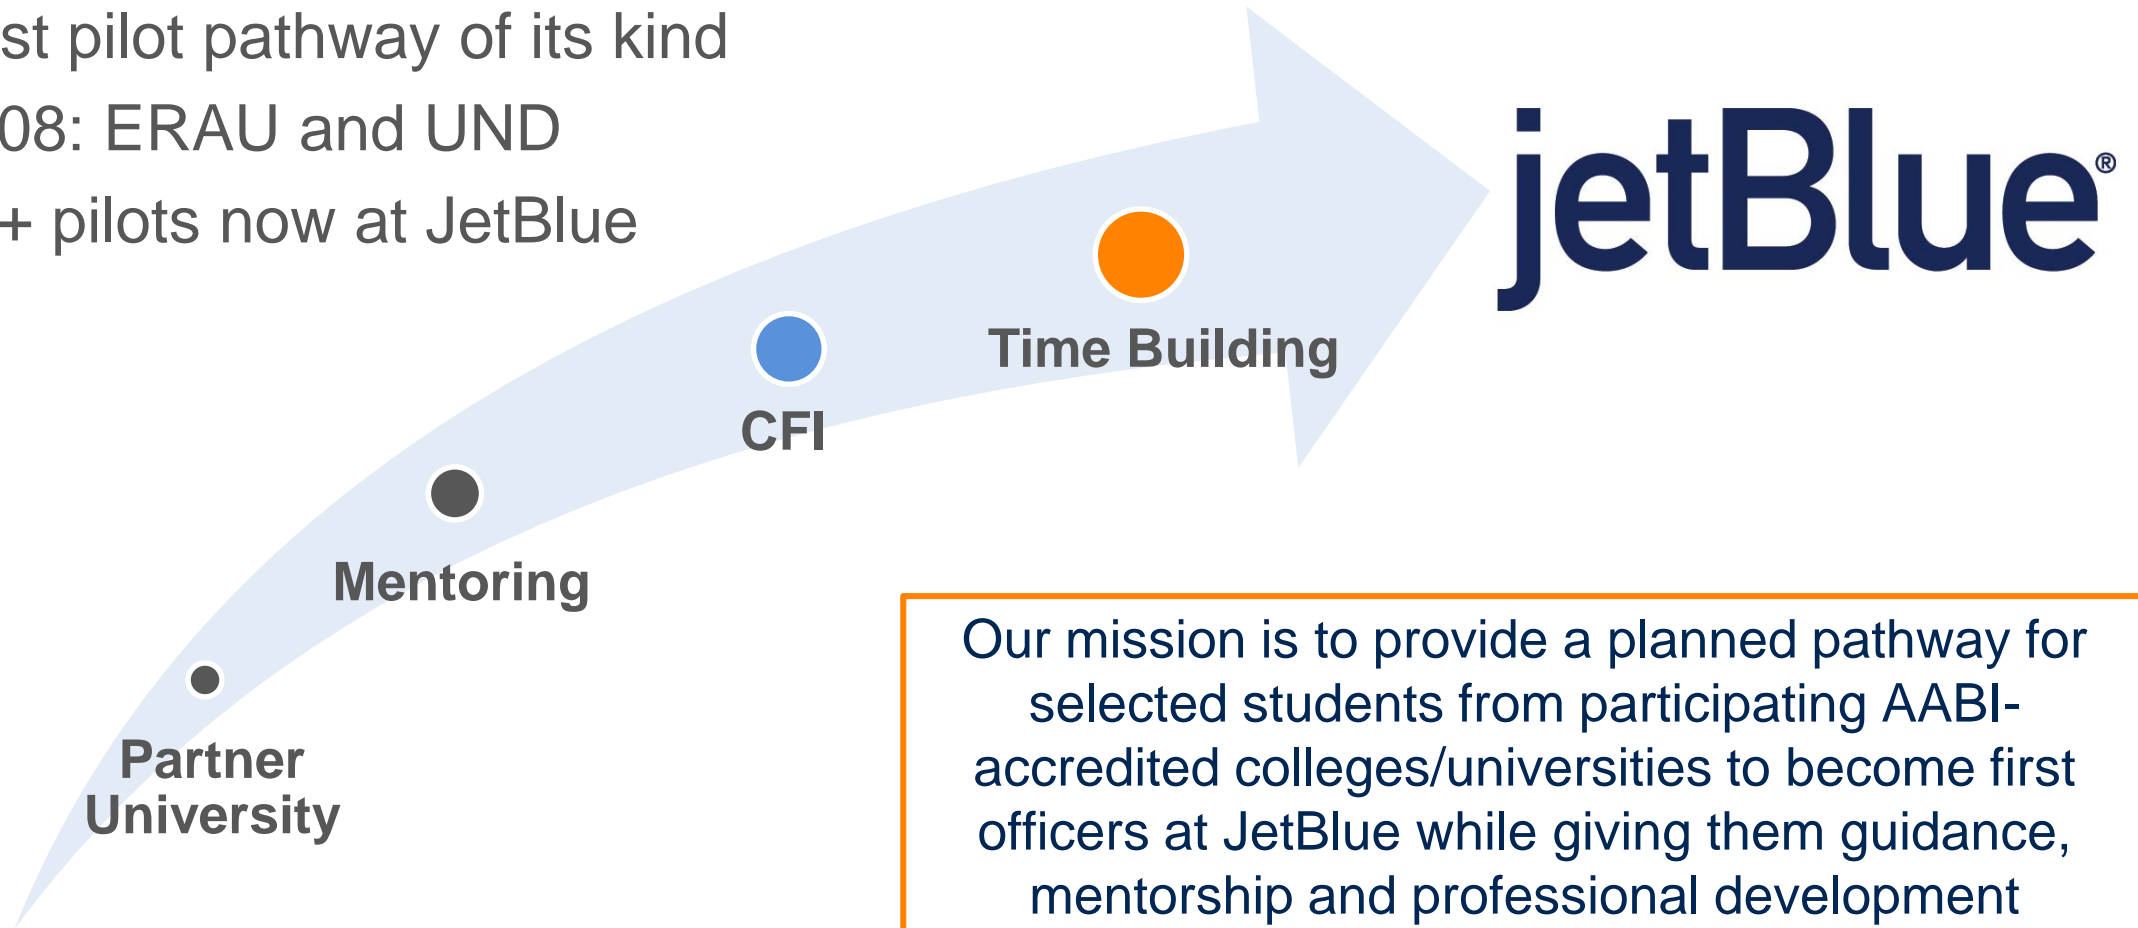 st pilot pathway of its kind
08: ERAU and UND
+ pilots now at JetBlue
jetBlue®
Time Building
CFI
Mentoring
Partner
University
Our mission is to provide a planned pathway for
selected students from participating AABI-
accredited colleges/universities to become first
officers at JetBlue while giving them guidance,
mentorship and professional development